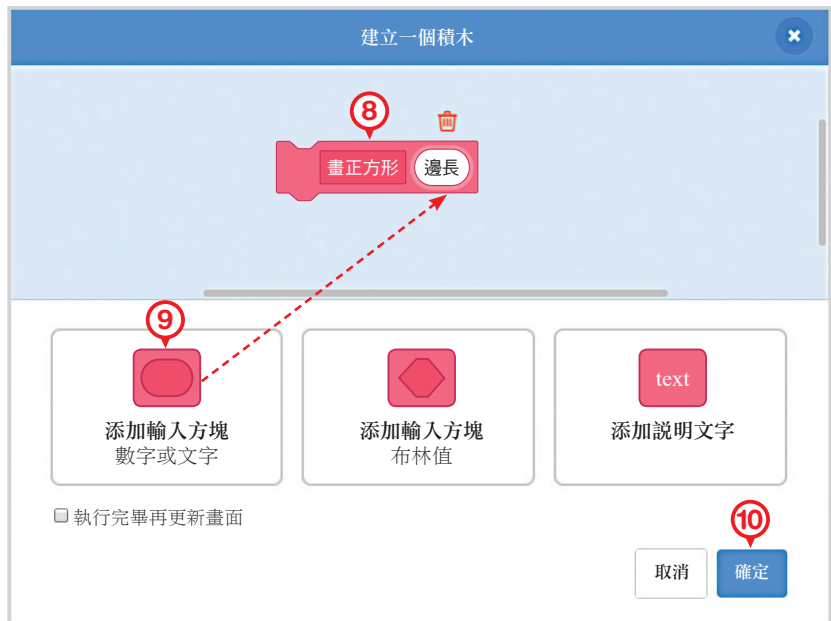 建立一個積木
8
畫正方形 邊長
9
text
添加輸入方塊
數字或文字
添加輸入方塊
布林值
添加説明文字
執行完畢再更新畫面
10
取消
確定